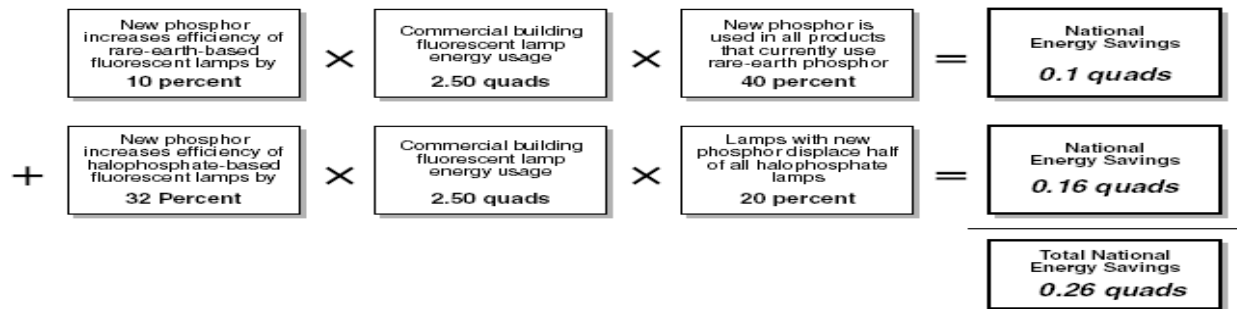 New phosphor
increases efficiency of
rare-earth-based
fluorescent lamps by
10 percent
×
Commercial building
fluorescent lamp
energy usage
2.50 quads
×
New phosphor is
used in all products
that currently use
rare-earth phosphor
40 percent
=
National
Energy Savings
0.1 quads
+
New phosphor
increases efficiency of
halophosphate-based
fluorescent lamps by
32 Percent
×
Commercial building
fluorescent lamp
energy usage
2.50 quads
×
Lamps with new
phosphor displace half
of all halophosphate
lamps
20 percent
=
National
Energy Savings
0.16 quads
Total National
Energy Savings
0.26 quads